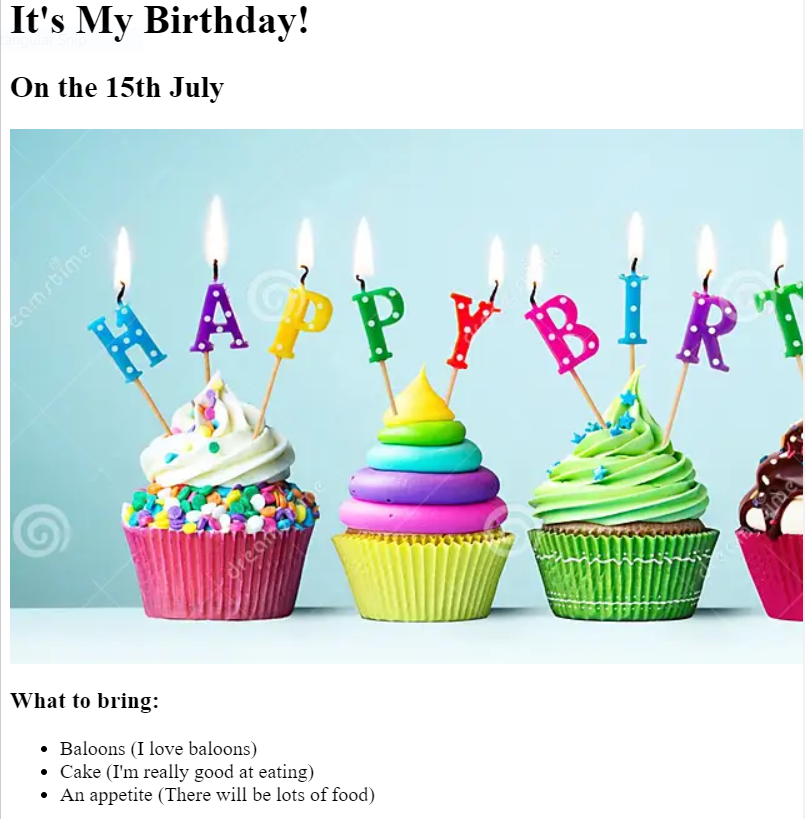 It's My Birthday!
On the 15th July
HAPPY BIRT
What to bring:
Baloons (I love baloons)
Cake (I'm really good at eating)
An appetite (There will be lots of food)